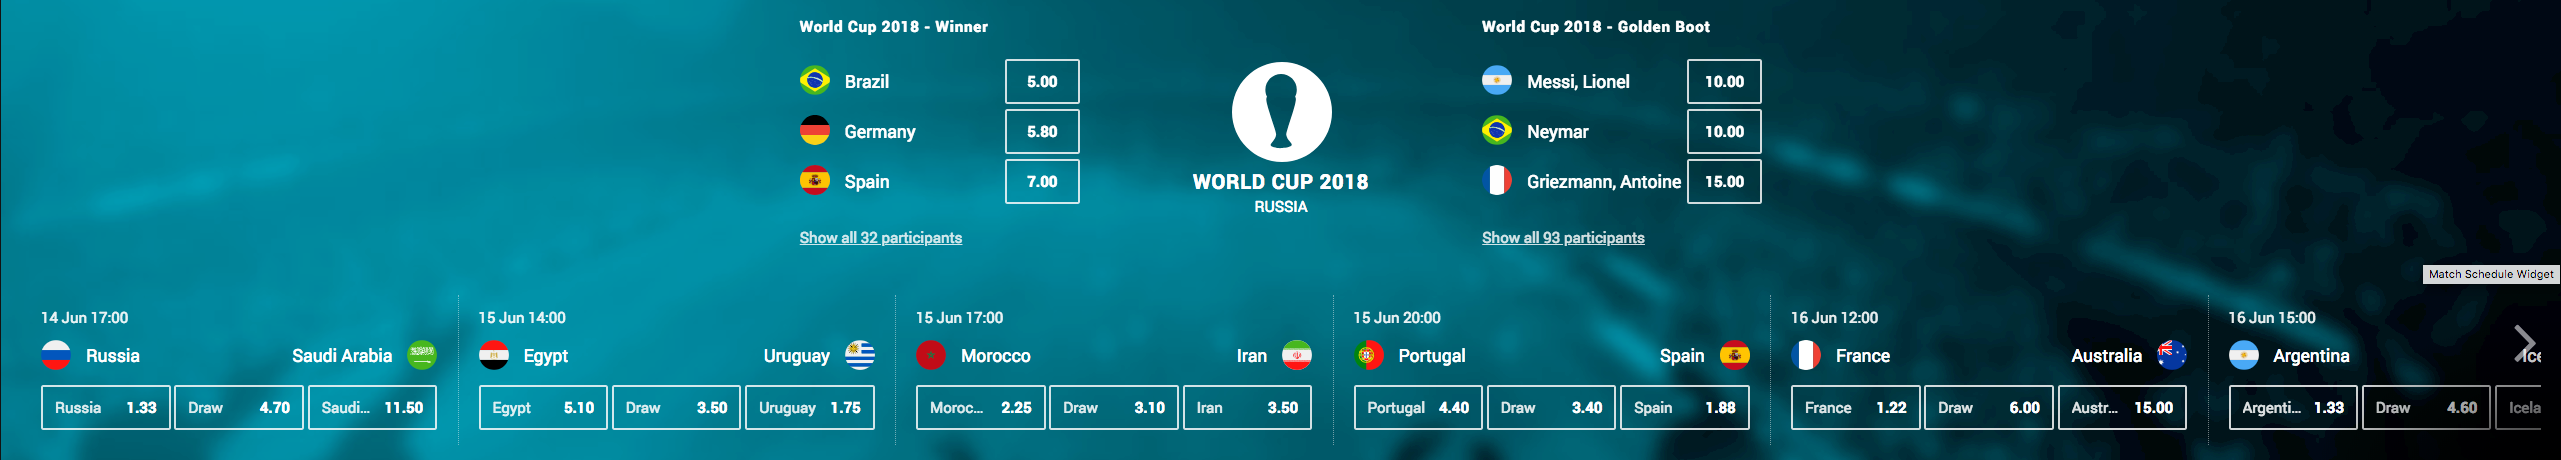 World Cup 2018 - Winner
Brazil 5.00
Germany 5.80
Spain 7.00
Show all 32 participants
WORLD CUP 2018
RUSSIA
World Cup 2018 - Golden Boot
Messi, Lionel 10.00
Neymar 10.00
Griezmann, Antoine 15.00
Show all 93 participants
Match Schedule Widget
14 Jun 17:00
Russia Saudi Arabia
Russia 1.33 Draw 4.70 Saudi... 11.50
15 Jun 14:00
Egypt Uruguay
Egypt 5.10 Draw 3.50 Uruguay 1.75
15 Jun 17:00
Morocco Iran
Moroc... 2.25 Draw 3.10 Iran 3.50
15 Jun 20:00
Portugal Spain
Portugal 4.40 Draw 3.40 Spain 1.88
16 Jun 12:00
France Australia
France 1.22 Draw 6.00 Austr... 15.00
16 Jun 15:00
Argentina Ice
Argenti... 1.33 Draw 4.60 Icela